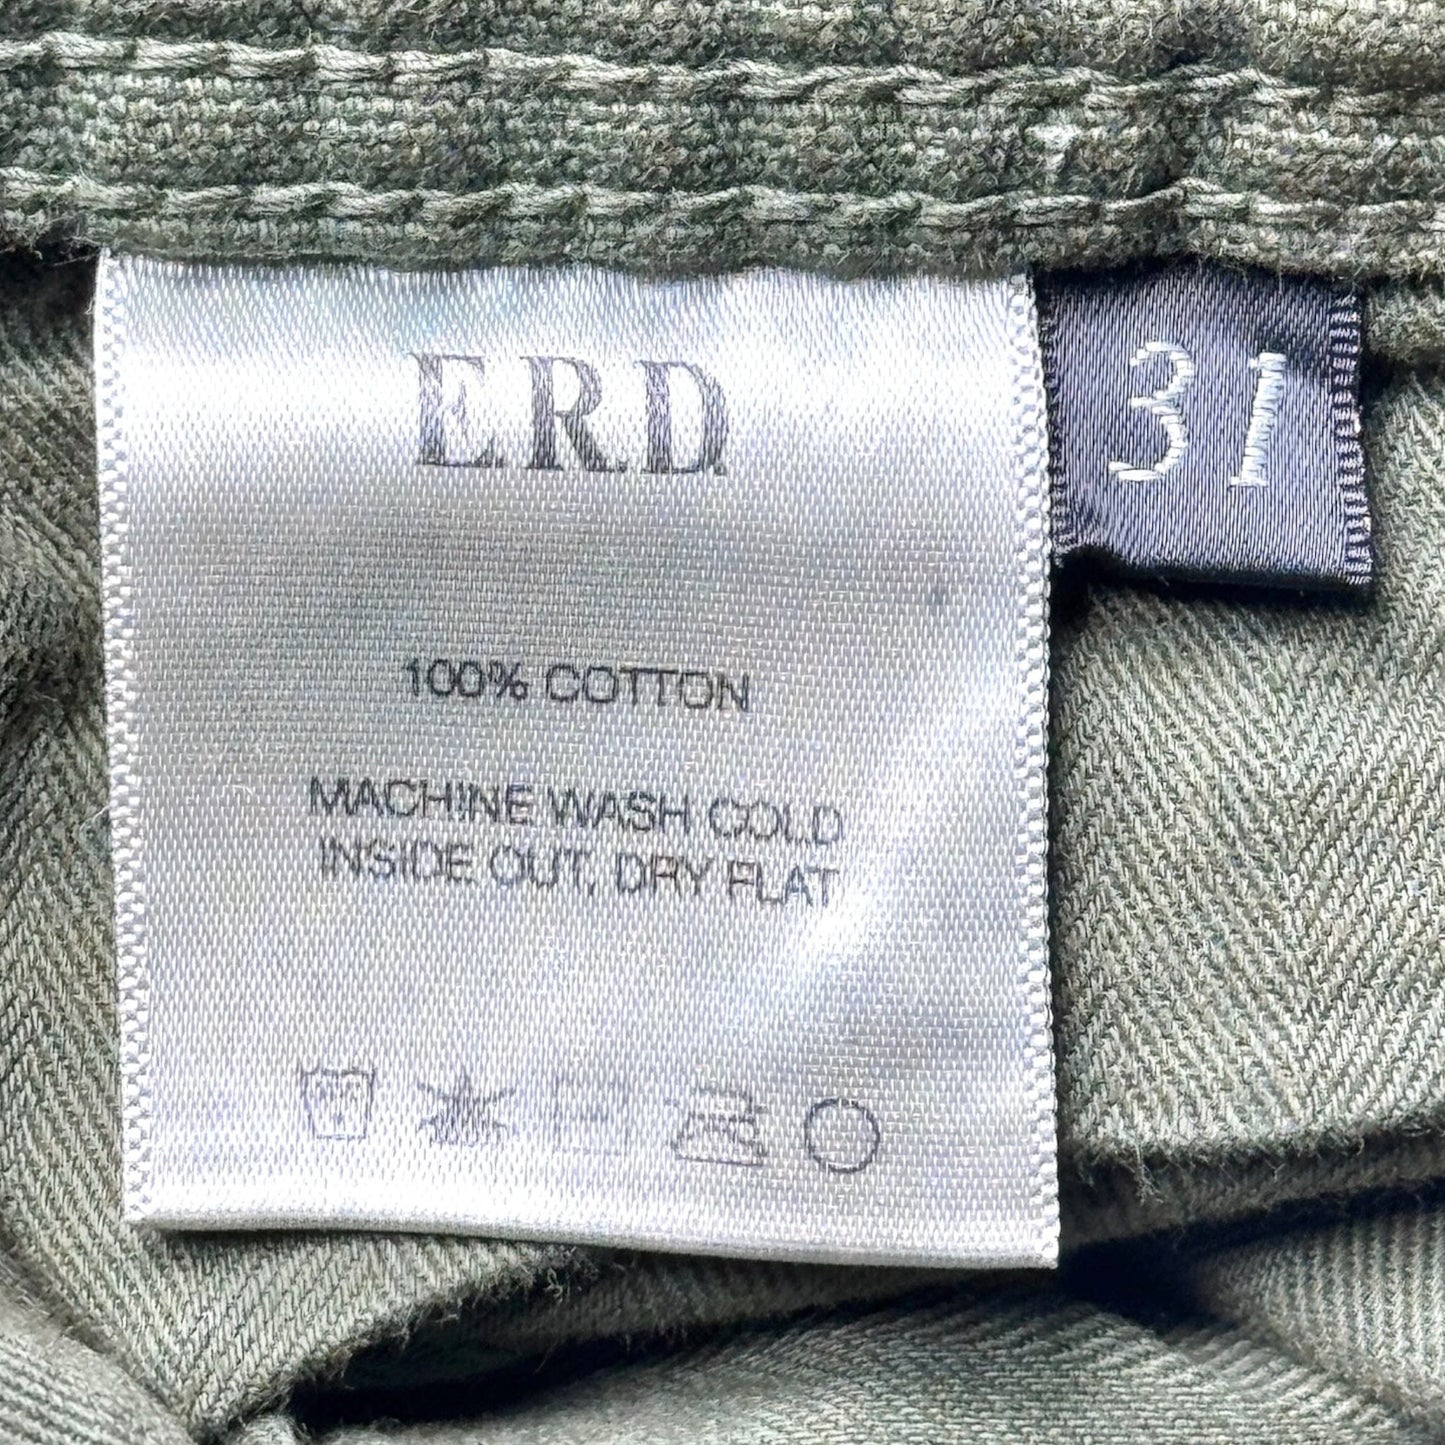 E.R.D.
31
100% COTTON
MACHINE WASH COLD
INSIDE OUT, DRY FLAT